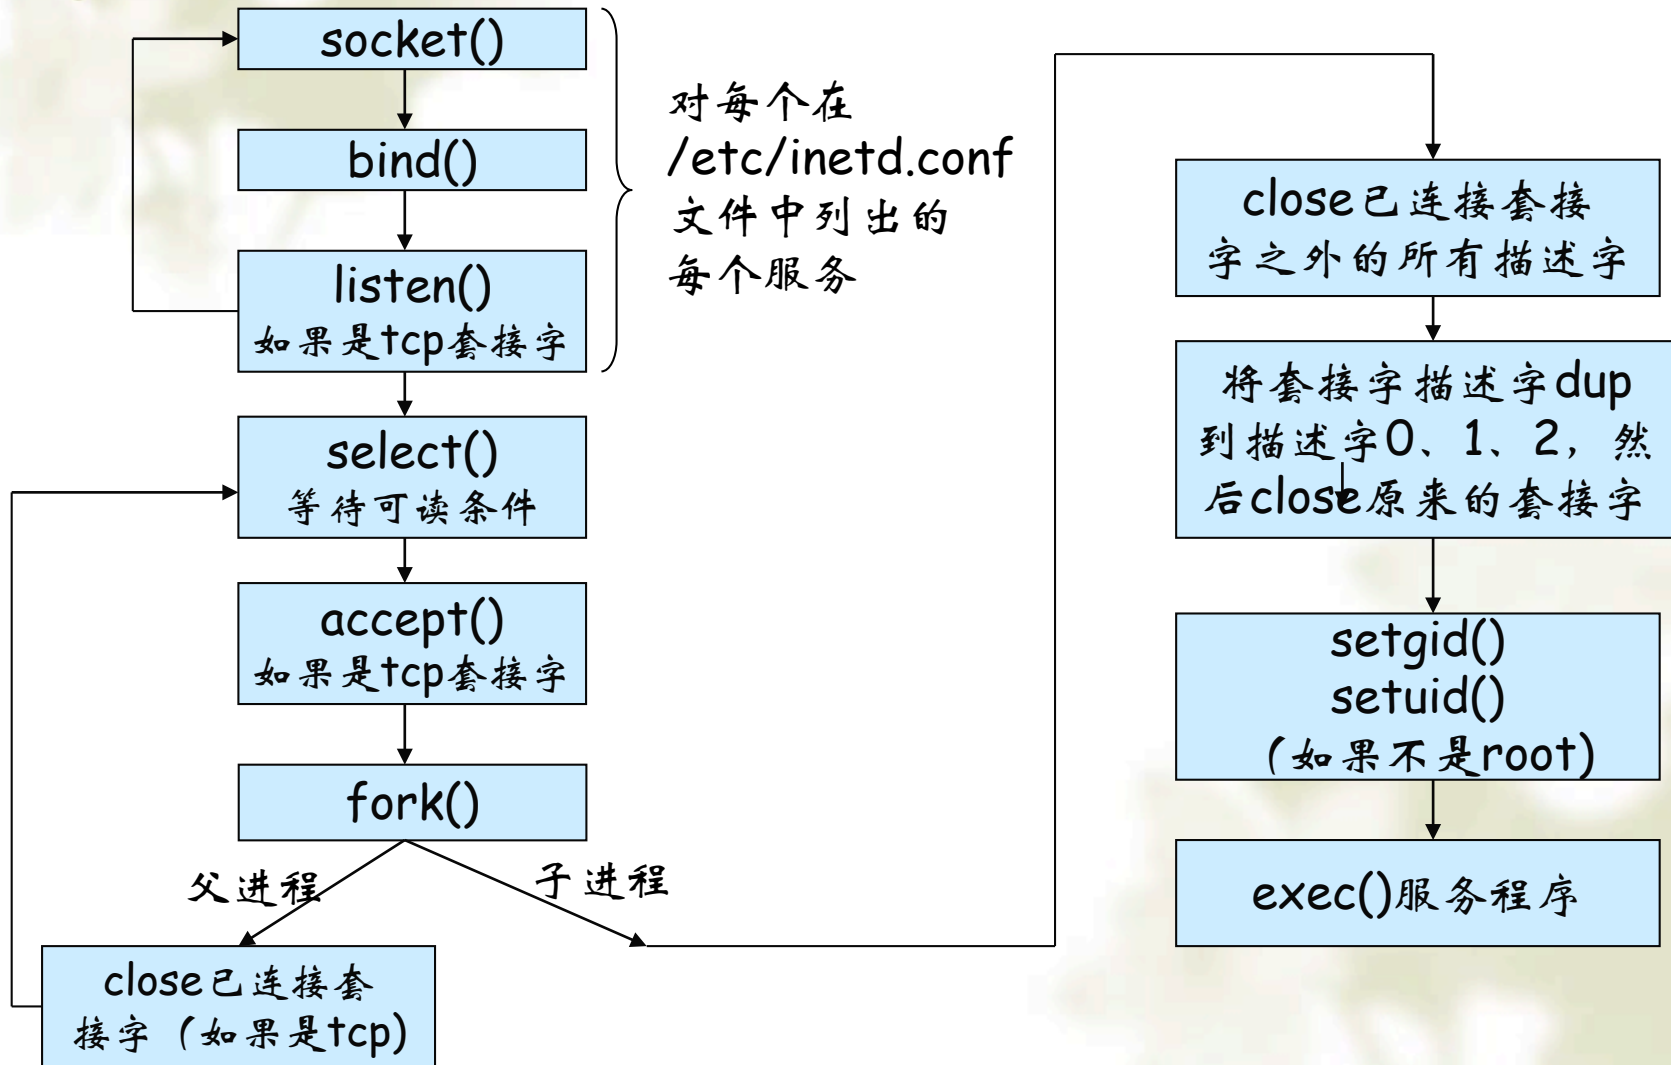 socket()
bind()
listen()
如果是tcp套接字
对每个在
/etc/inetd.conf
文件中列出的
每个服务
select()
等待可读条件
accept()
如果是tcp套接字
fork()
父进程
子进程
close已连接套
接字（如果是tcp)
close已连接套接
字之外的所有描述字
将套接字描述字dup
到描述字0、1、2，然
后close原来的套接字
setgid()
setuid()
（如果不是root)
exec()服务程序